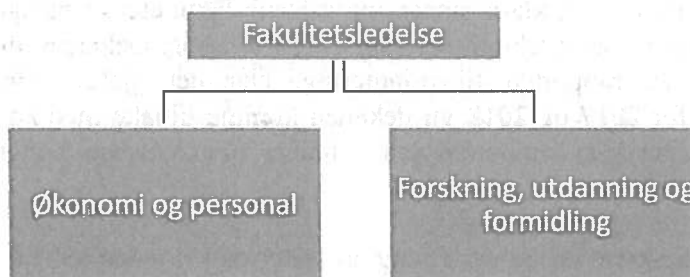 Fakultetsledelse
Økonomi og personal
Forskning, utdanning og
formidling